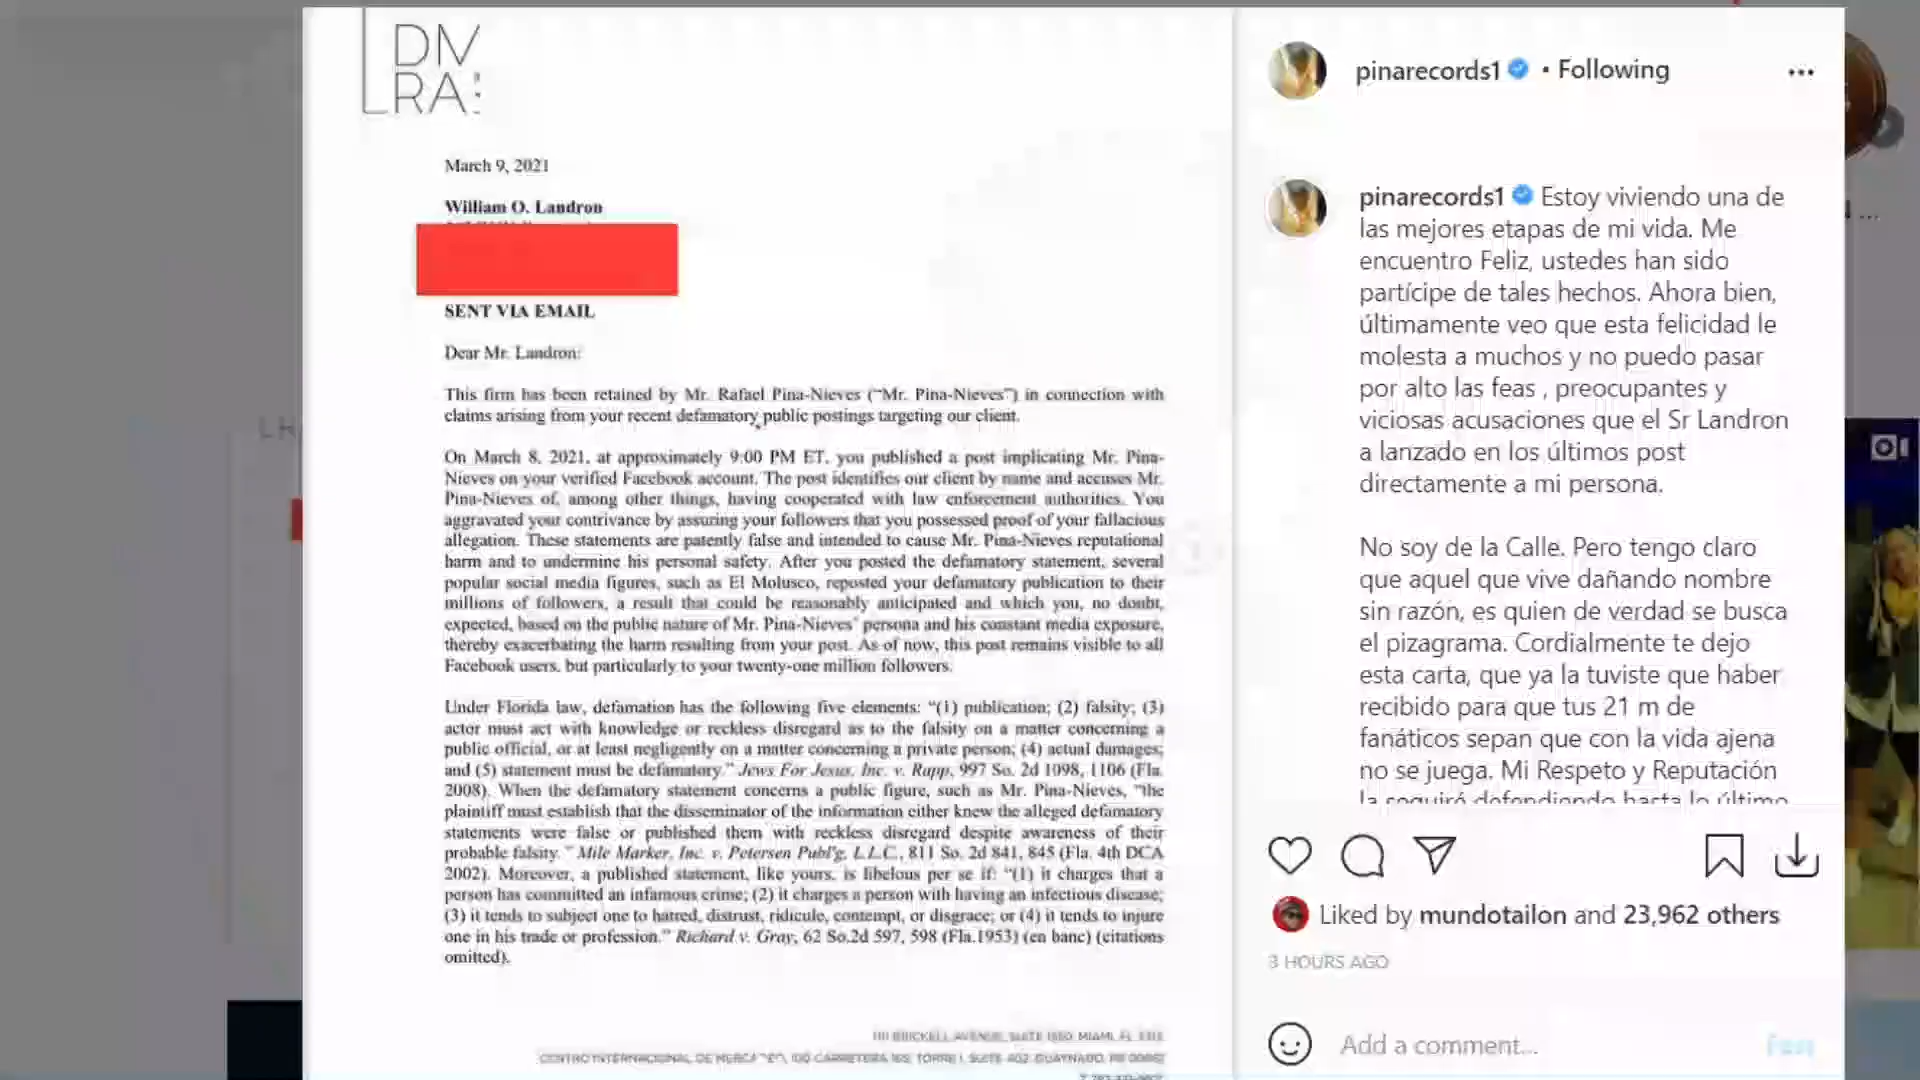 DMRA
March 9, 2021
William O. Landron
SENT VIA EMAIL
Dear Mr. Landron:
This firm has been retained by Mr. Rafael Pina-Nieves (“Mr. Pina-Nieves”) in connection with
claims arising from your recent defamatory public postings targeting our client.
On March 8, 2021, at approximately 9:00 PM ET, you published a post implicating Mr. Pina-
Nieves on your verified Facebook account. The post identifies our client by name and accuses Mr.
Pina-Nieves of, among other things, having cooperated with law enforcement authorities. You
aggravated your contrivance by assuring your followers that you possessed proof of your fallacious
allegation. These statements are patently false and intended to cause Mr. Pina-Nieves reputational
harm and to undermine his personal safety. After you posted the defamatory statement, several
popular social media figures, such as El Molusco, reposted your defamatory publication to their
millions of followers, a result that could be reasonably anticipated and which you, no doubt,
expected, based on the public nature of Mr. Pina-Nieves’ persona and his constant media exposure,
thereby exacerbating the harm resulting from your post. As of now, this post remains visible to all
Facebook users, but particularly to your twenty-one million followers.
Under Florida law, defamation has the following five elements: “(1) publication; (2) falsity; (3)
actor must act with knowledge or reckless disregard as to the falsity on a matter concerning a
public official, or at least negligently on a matter concerning a private person; (4) actual damages;
and (5) statement must be defamatory.” Jews For Jesus, Inc. v. Rapp, 997 So. 2d 1098, 1106 (Fla.
2008). When the defamatory statement concerns a public figure, such as Mr. Pina-Nieves, “the
plaintiff must establish that the disseminator of the information either knew the alleged defamatory
statements were false or published them with reckless disregard despite awareness of their
probable falsity.” Mile Marker, Inc. v. Petersen Publ'g, L.L.C., 811 So. 2d 841, 845 (Fla. 4th DCA
2002). Moreover, a published statement, like yours, is libelous per se if: “(1) it charges that a
person has committed an infamous crime; (2) it charges a person with having an infectious disease;
(3) it tends to subject one to hatred, distrust, ridicule, contempt, or disgrace; or (4) it tends to injure
one in his trade or profession.” Richard v. Gray, 62 So.2d 597, 598 (Fla.1953) (en banc) (citations
omitted).
BRICKELL AVENUE, SUITE 1550, MIAMI, FL
CENTRO INTERNACIONAL DE MERCADEO, 100 CARRETERA 165, TORRE I, SUITE 402, GUAYNABO, PR 00968
pinarecords1 • Following
pinarecords1 Estoy viviendo una de
las mejores etapas de mi vida. Me
encuentro Feliz, ustedes han sido
partícipe de tales hechos. Ahora bien,
últimamente veo que esta felicidad le
molesta a muchos y no puedo pasar
por alto las feas , preocupantes y
viciosas acusaciones que el Sr Landron
a lanzado en los últimos post
directamente a mi persona.
No soy de la Calle. Pero tengo claro
que aquel que vive dañando nombre
sin razón, es quien de verdad se busca
el pizagrama. Cordialmente te dejo
esta carta, que ya la tuviste que haber
recibido para que tus 21 m de
fanáticos sepan que con la vida ajena
no se juega. Mi Respeto y Reputación
la seguiré defendiendo hasta lo último
Liked by mundotailon and 23,962 others
3 HOURS AGO
Add a comment...